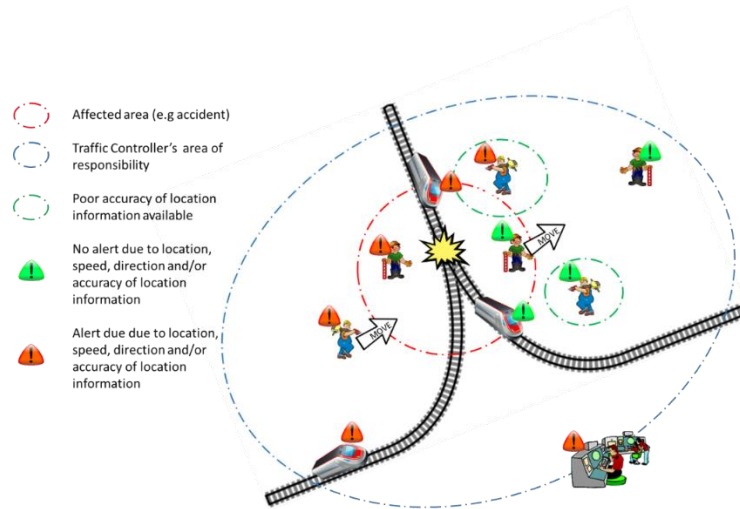 Affected area (e.g accident)
Traffic Controller's area of
responsibility
Poor accuracy of location
information available
No alert due to location,
speed, direction and/or
accuracy of location
information
Alert due due to location,
speed, direction and/or
accuracy of location
information
MOVE
MOVE